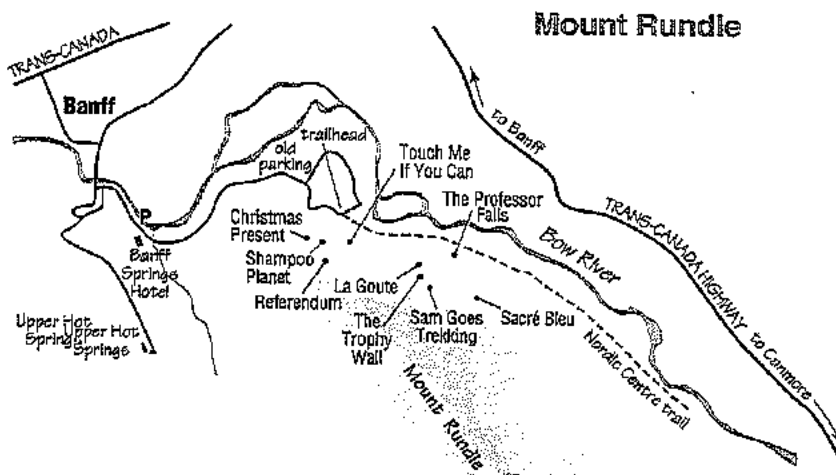 Mount Rundle
TRANS-CANADA
Banff
to Banff
trailhead
old
parking
Touch Me
If You Can
The Professor
Falls
TRANS-CANADA HIGHWAY
to Canmore
P
Christmas
Present
Shampoo
Planet
Referendum
Banff
Springs
Hotel
Bow River
La Goute
The
Trophy
Wall
Sam Goes
Trekking
Sacré Bleu
Upper Hot
Springs
Upper Hot
Springs
Nordic Centre trail
Mount Rundle